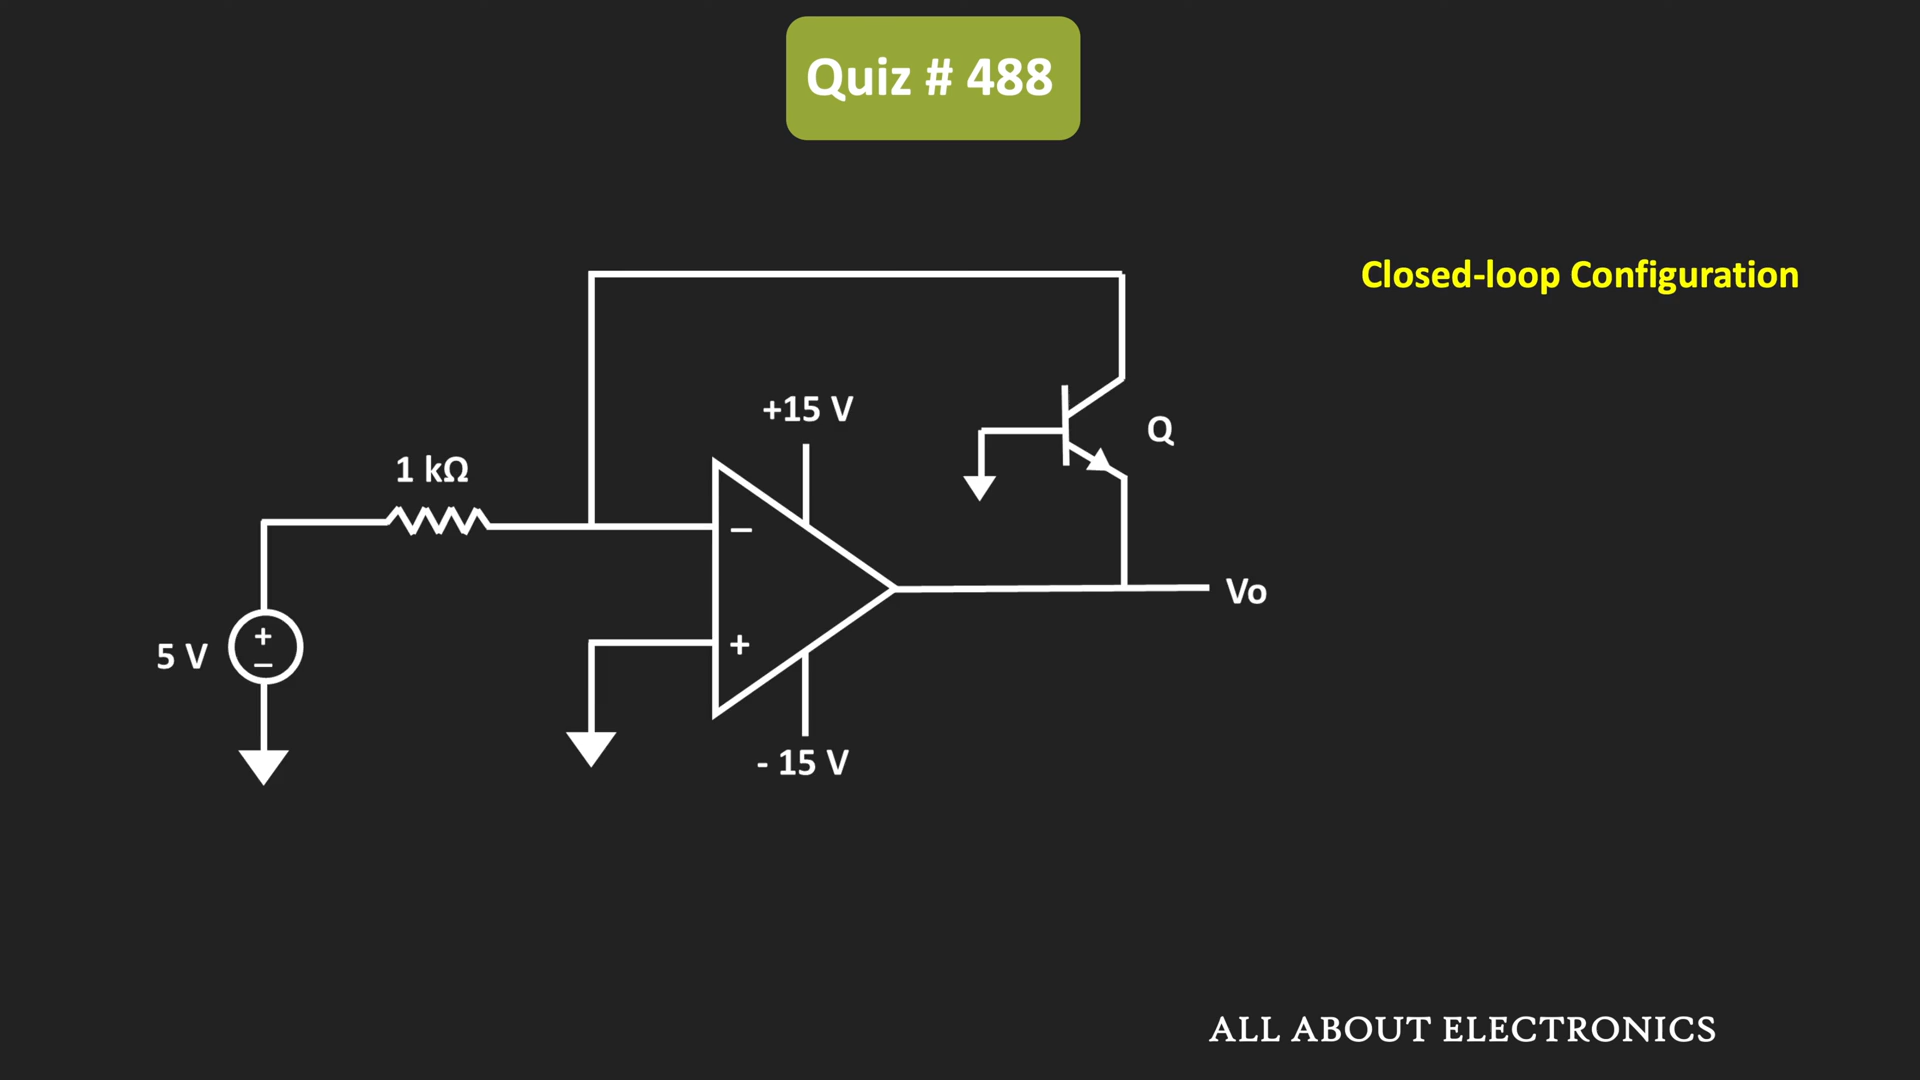 Quiz # 488
Closed-loop Configuration
+15 V
Q
1 kΩ
–
Vo
+
–
5 V
+
- 15 V
ALL ABOUT ELECTRONICS